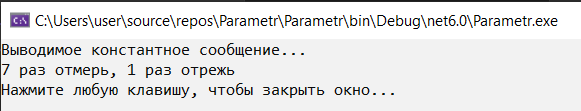 C:\Users\user\source\repos\Parametr\Parametr\bin\Debug\net6.0\Parametr.exe
Выводимое константное сообщение...
7 раз отмерь, 1 раз отрежь
Нажмите любую клавишу, чтобы закрыть окно...